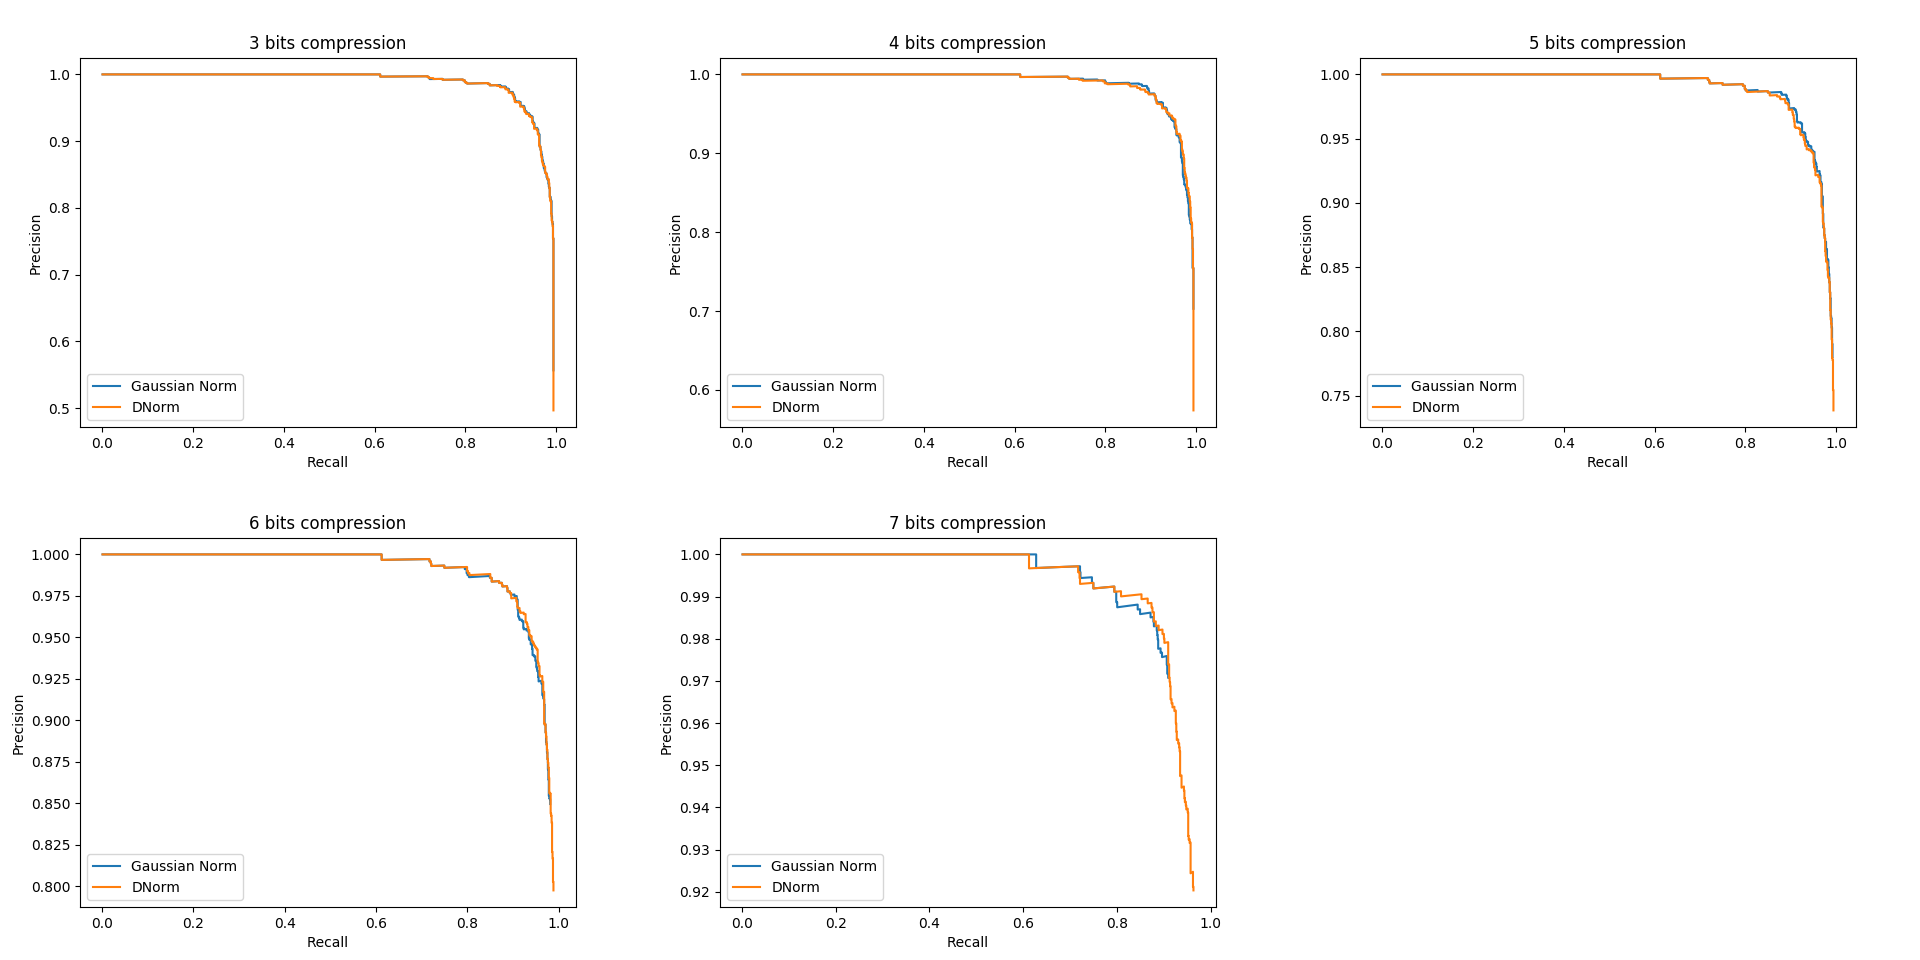 3 bits compression
1.0
0.9
0.8
0.7
0.6
0.5
Precision
Gaussian Norm
DNorm
0.0 0.2 0.4 0.6 0.8 1.0
Recall
4 bits compression
1.0
0.9
0.8
0.7
0.6
Precision
Gaussian Norm
DNorm
0.0 0.2 0.4 0.6 0.8 1.0
Recall
5 bits compression
1.00
0.95
0.90
0.85
0.80
0.75
Precision
Gaussian Norm
DNorm
0.0 0.2 0.4 0.6 0.8 1.0
Recall
6 bits compression
1.000
0.975
0.950
0.925
0.900
0.875
0.850
0.825
0.800
Precision
Gaussian Norm
DNorm
0.0 0.2 0.4 0.6 0.8 1.0
Recall
7 bits compression
1.00
0.99
0.98
0.97
0.96
0.95
0.94
0.93
0.92
Precision
Gaussian Norm
DNorm
0.0 0.2 0.4 0.6 0.8 1.0
Recall